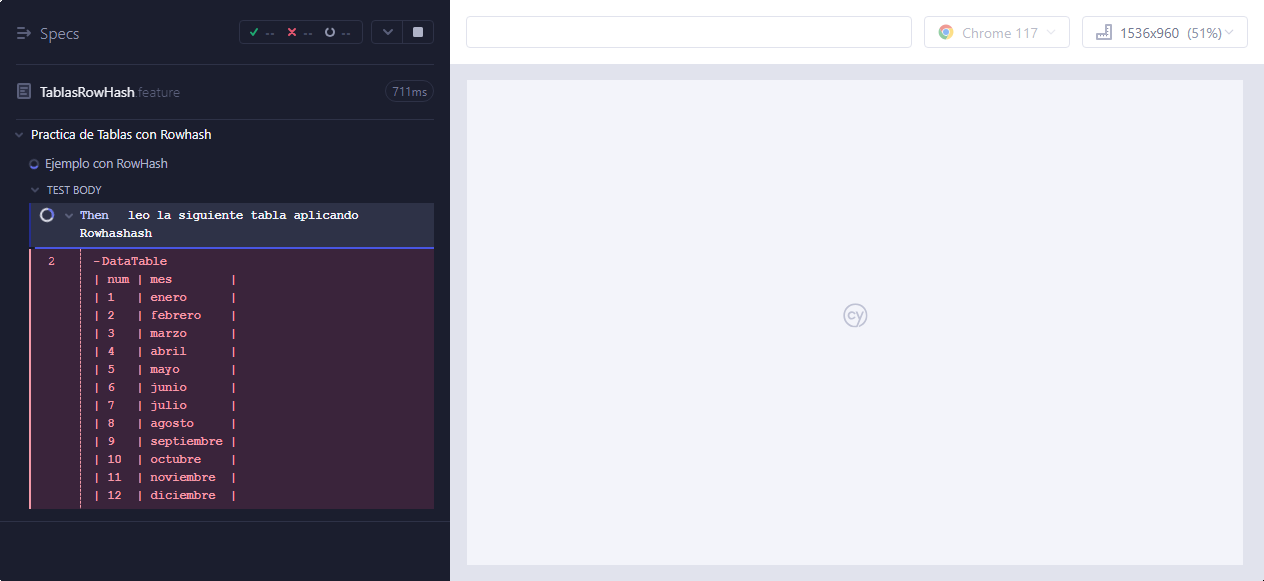 Specs
-- -- --
TablasRowHash.feature 711ms
Practica de Tablas con Rowhash
Ejemplo con RowHash
TEST BODY
Then leo la siguiente tabla aplicando
Rowhashash
2 -DataTable
| num | mes |
| 1 | enero |
| 2 | febrero |
| 3 | marzo |
| 4 | abril |
| 5 | mayo |
| 6 | junio |
| 7 | julio |
| 8 | agosto |
| 9 | septiembre |
| 10 | octubre |
| 11 | noviembre |
| 12 | diciembre |
Chrome 117
1536x960 (51%)
cy